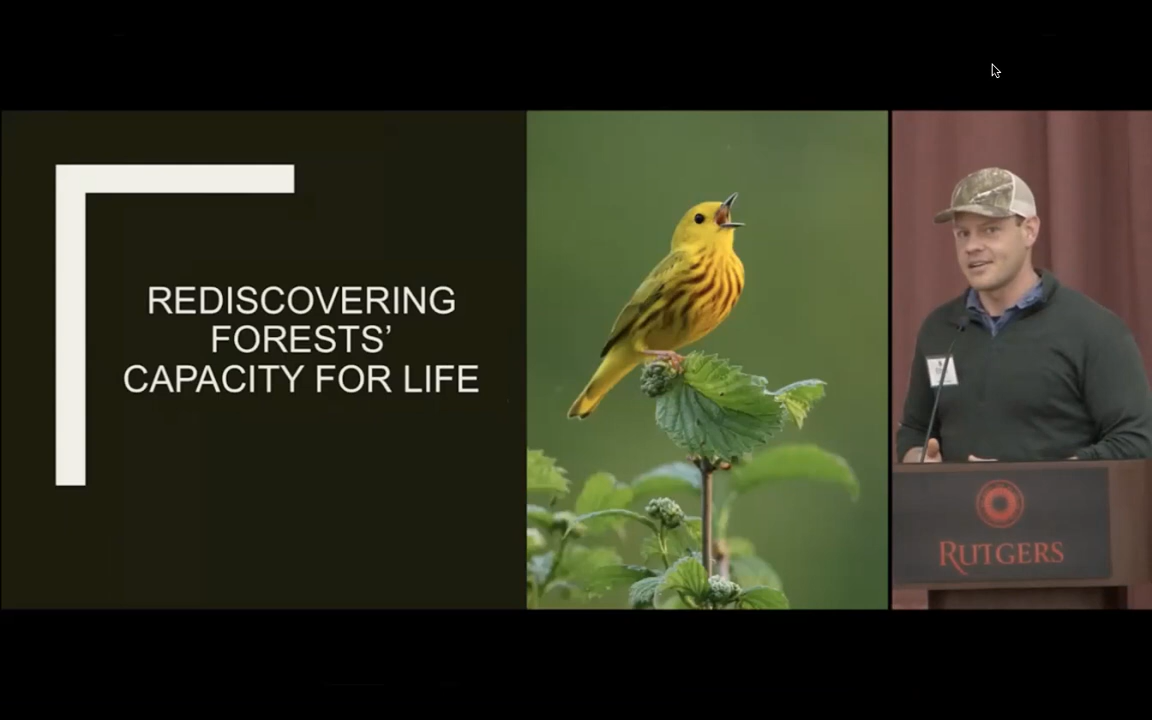 REDISCOVERING
FORESTS’
CAPACITY FOR LIFE
RUTGERS